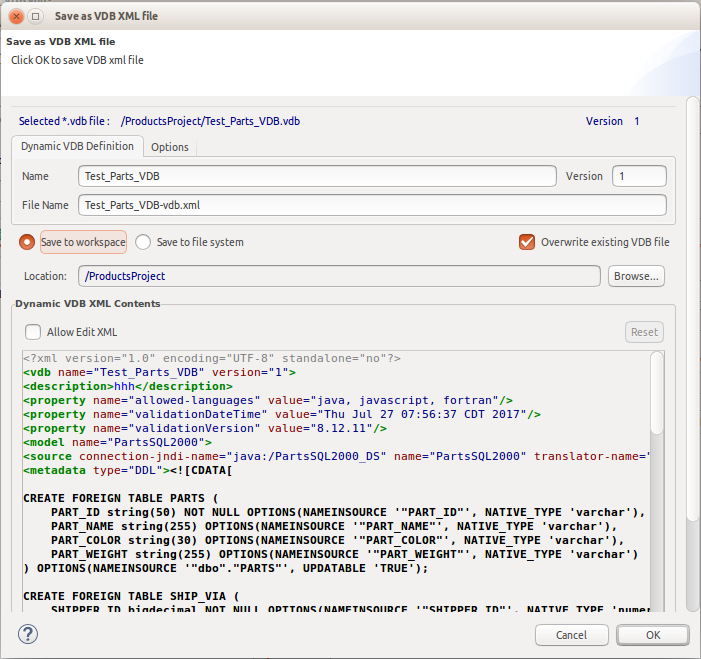 Save as VDB XML file
Save as VDB XML file
Click OK to save VDB xml file
Selected *.vdb file : /ProductsProject/Test_Parts_VDB.vdb Version 1
Dynamic VDB Definition Options
Name Test_Parts_VDB Version 1
File Name Test_Parts_VDB-vdb.xml
Save to workspace Save to file system Overwrite existing VDB file
Location: /ProductsProject Browse...
Dynamic VDB XML Contents
Allow Edit XML Reset
<?xml version="1.0" encoding="UTF-8" standalone="no"?>
<vdb name="Test_Parts_VDB" version="1">
<description>hhh</description>
<property name="allowed-languages" value="java, javascript, fortran"/>
<property name="validationDateTime" value="Thu Jul 27 07:56:37 CDT 2017"/>
<property name="validationVersion" value="8.12.11"/>
<model name="PartsSQL2000">
<source connection-jndi-name="java:/PartsSQL2000_DS" name="PartsSQL2000" translator-name="
<metadata type="DDL"><![CDATA[
CREATE FOREIGN TABLE PARTS (
PART_ID string(50) NOT NULL OPTIONS(NAMEINSOURCE '"PART_ID"', NATIVE_TYPE 'varchar'),
PART_NAME string(255) OPTIONS(NAMEINSOURCE '"PART_NAME"', NATIVE_TYPE 'varchar'),
PART_COLOR string(30) OPTIONS(NAMEINSOURCE '"PART_COLOR"', NATIVE_TYPE 'varchar'),
PART_WEIGHT string(255) OPTIONS(NAMEINSOURCE '"PART_WEIGHT"', NATIVE_TYPE 'varchar')
) OPTIONS(NAMEINSOURCE '"dbo"."PARTS"', UPDATABLE 'TRUE');
CREATE FOREIGN TABLE SHIP_VIA (
SHIPPER_ID bigdecimal NOT NULL OPTIONS(NAMEINSOURCE '"SHIPPER_ID"', NATIVE_TYPE 'numer
? Cancel OK